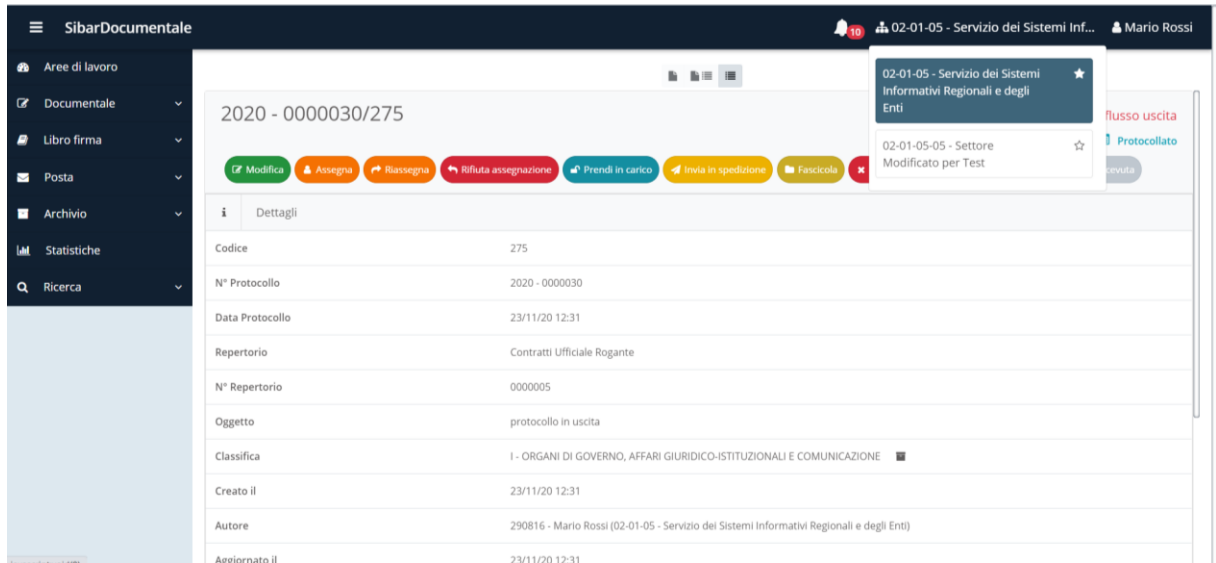 SibarDocumentale
10
02-01-05 - Servizio dei Sistemi Inf...
Mario Rossi
Aree di lavoro
Documentale
Libro firma
Posta
Archivio
Statistiche
Ricerca
02-01-05 - Servizio dei Sistemi
Informativi Regionali e degli
Enti
02-01-05-05 - Settore
Modificato per Test
2020 - 0000030/275
flusso uscita
Protocollato
Modifica
Assegna
Riassegna
Rifiuta assegnazione
Prendi in carico
Invia in spedizione
Fascicola
i Dettagli
Codice 275
N° Protocollo 2020 - 0000030
Data Protocollo 23/11/20 12:31
Repertorio Contratti Ufficiale Rogante
N° Repertorio 0000005
Oggetto protocollo in uscita
Classifica I - ORGANI DI GOVERNO, AFFARI GIURIDICO-ISTITUZIONALI E COMUNICAZIONE
Creato il 23/11/20 12:31
Autore 290816 - Mario Rossi (02-01-05 - Servizio dei Sistemi Informativi Regionali e degli Enti)
Aggiornato il 23/11/20 12:31